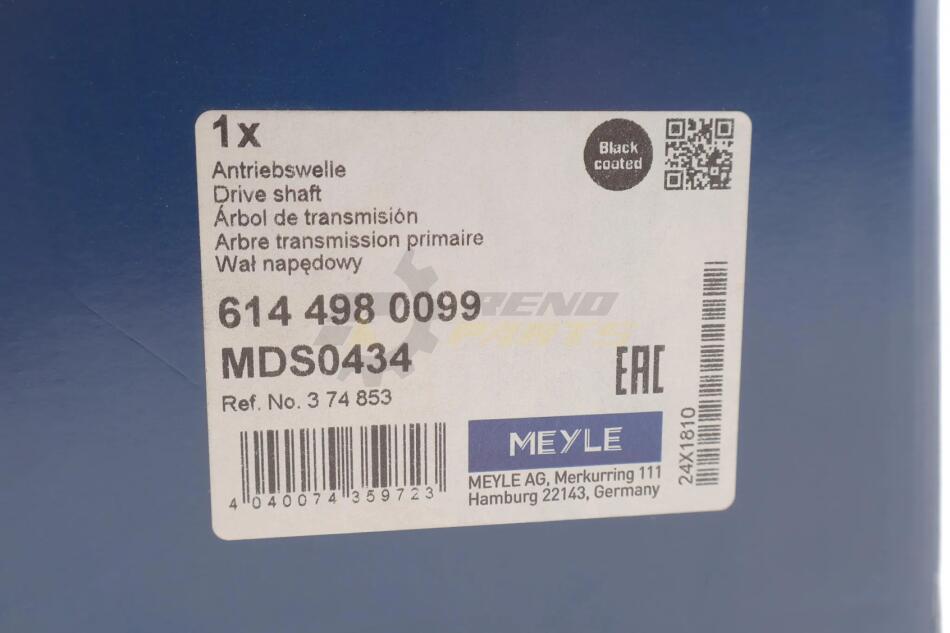 1x
Black
coated
Antriebswelle
Drive shaft
Árbol de transmisión
Arbre transmission primaire
Wał napędowy
RENO
PARTS
614 498 0099
MDS0434
Ref. No. 3 74 853
EAC
MEYLE
MEYLE AG, Merkurring 111
Hamburg 22143, Germany
4 040074 359723
24X1810